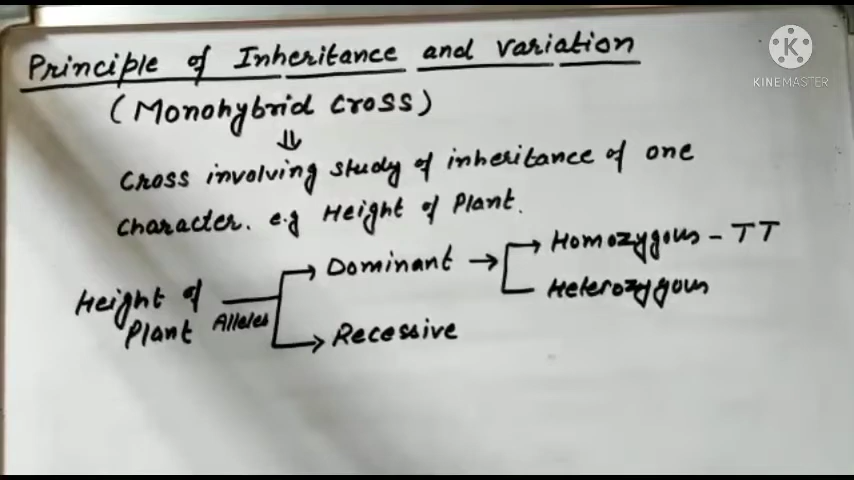 Principle of Inheritance and variation
(Monohybrid Cross)
⇓
Cross involving study of inheritance of one
character. e.g Height of Plant.
Height of Plant
Alleles
→ Dominant → → Homozygous - TT
Heterozygous
→ Recessive
K
KINEMASTER